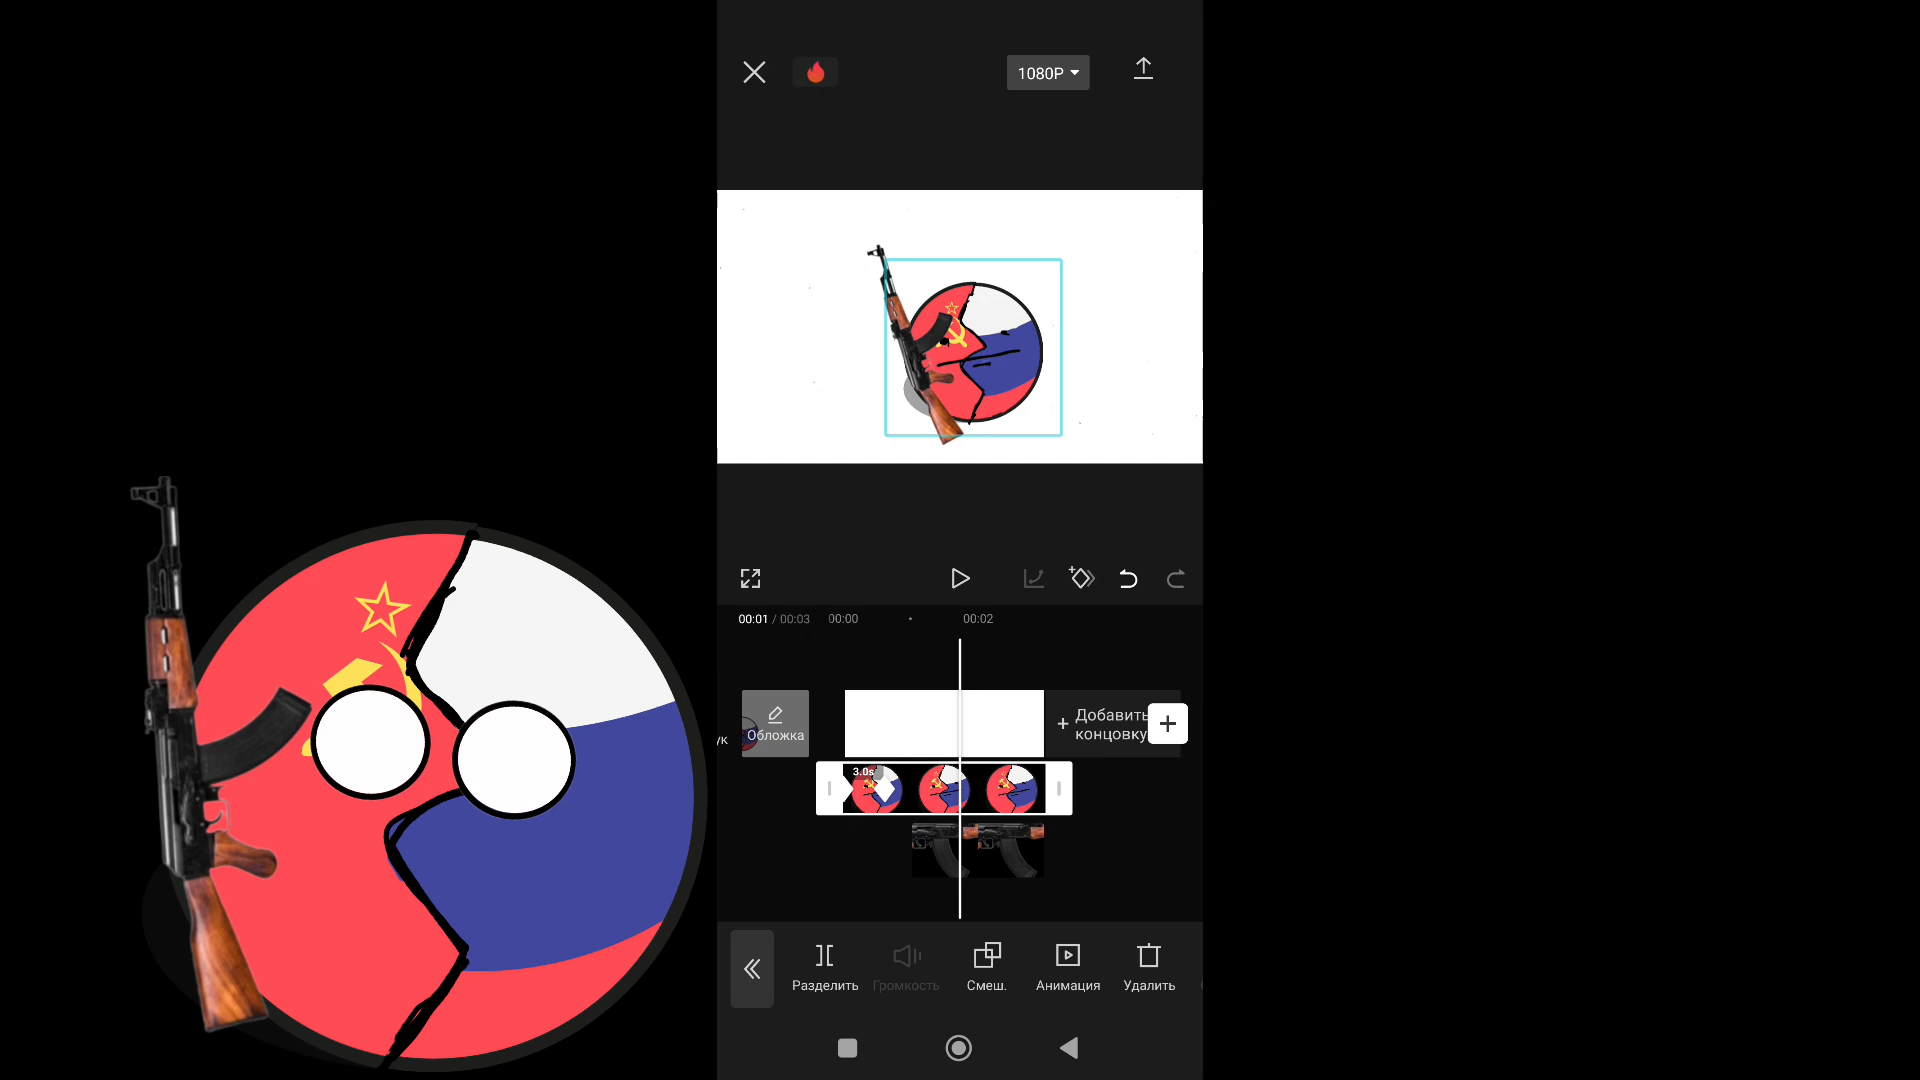 1080P
00:01 / 00:03 00:00 00:02
ук
Обложка
+ Добавить
концовку
3.0s
Разделить Громкость Смеш. Анимация Удалить